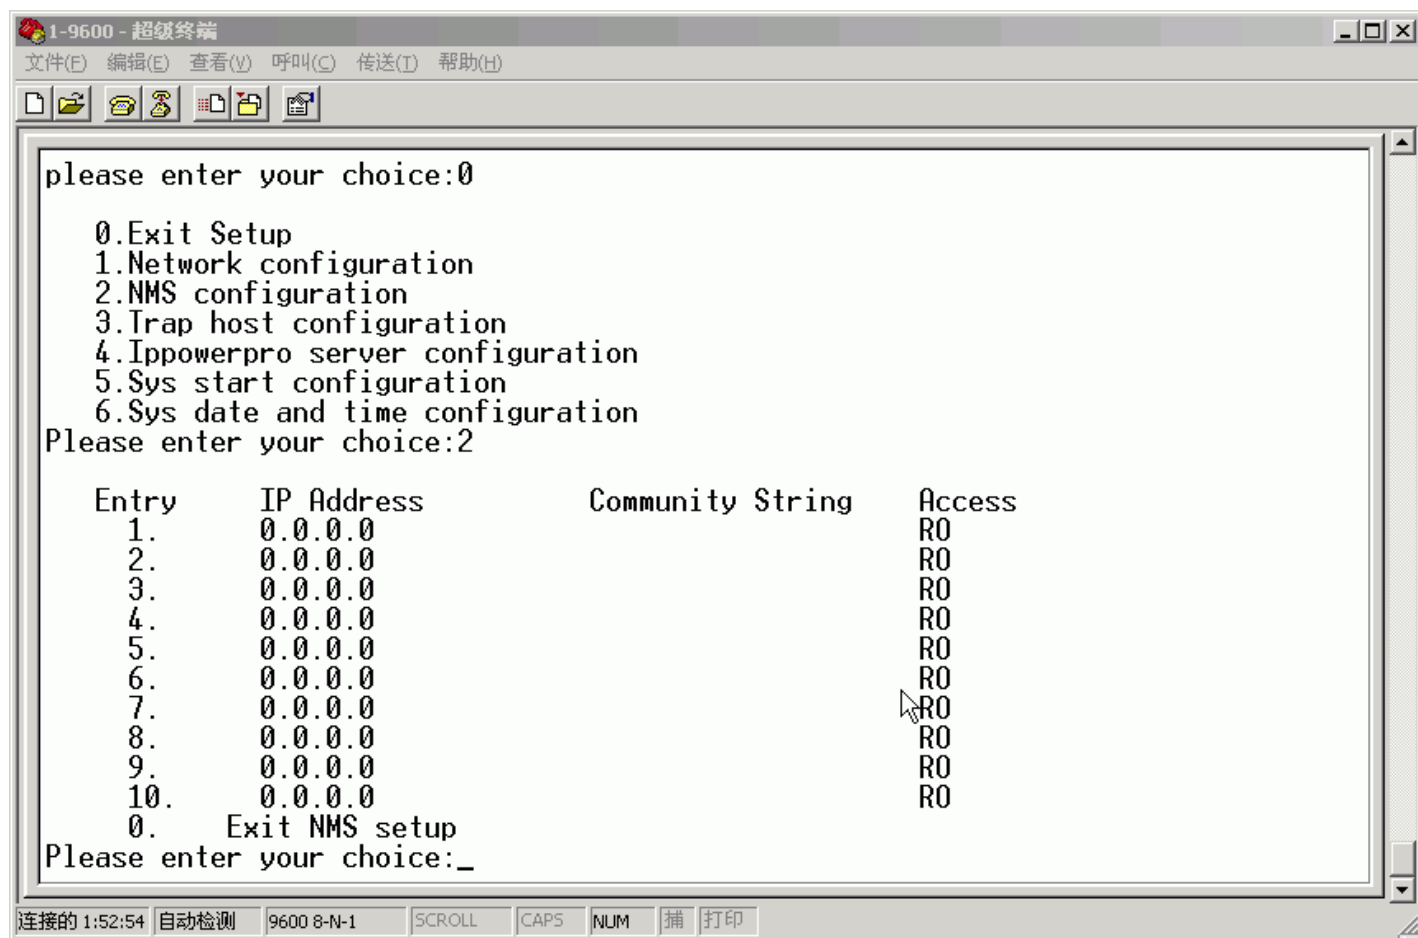 1-9600 - 超级终端
文件(F) 编辑(E) 查看(V) 呼叫(C) 传送(T) 帮助(H)
please enter your choice:0
0.Exit Setup
1.Network configuration
2.NMS configuration
3.Trap host configuration
4.Ippowerpro server configuration
5.Sys start configuration
6.Sys date and time configuration
Please enter your choice:2
Entry IP Address Community String Access
1. 0.0.0.0 RO
2. 0.0.0.0 RO
3. 0.0.0.0 RO
4. 0.0.0.0 RO
5. 0.0.0.0 RO
6. 0.0.0.0 RO
7. 0.0.0.0 RO
8. 0.0.0.0 RO
9. 0.0.0.0 RO
10. 0.0.0.0 RO
0. Exit NMS setup
Please enter your choice:_
连接的 1:52:54 自动检测 9600 8-N-1 SCROLL CAPS NUM 捕 打印